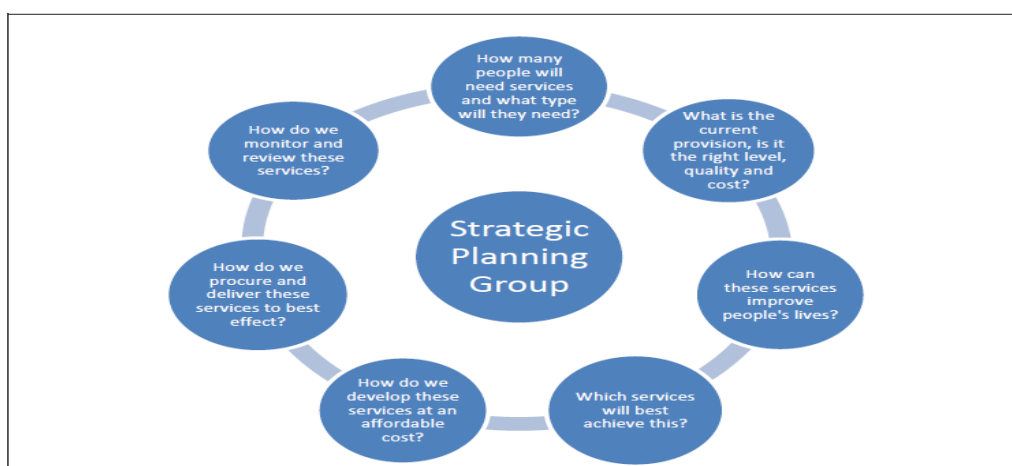 How many
people will
need services
and what type
will they need?
What is the
current
provision, is it
the right level,
quality and
cost?
How can
these services
improve
people's lives?
Which services
will best
achieve this?
How do we
develop these
services at an
affordable
cost?
How do we
procure and
deliver these
services to best
effect?
How do we
monitor and
review these
services?
Strategic
Planning
Group